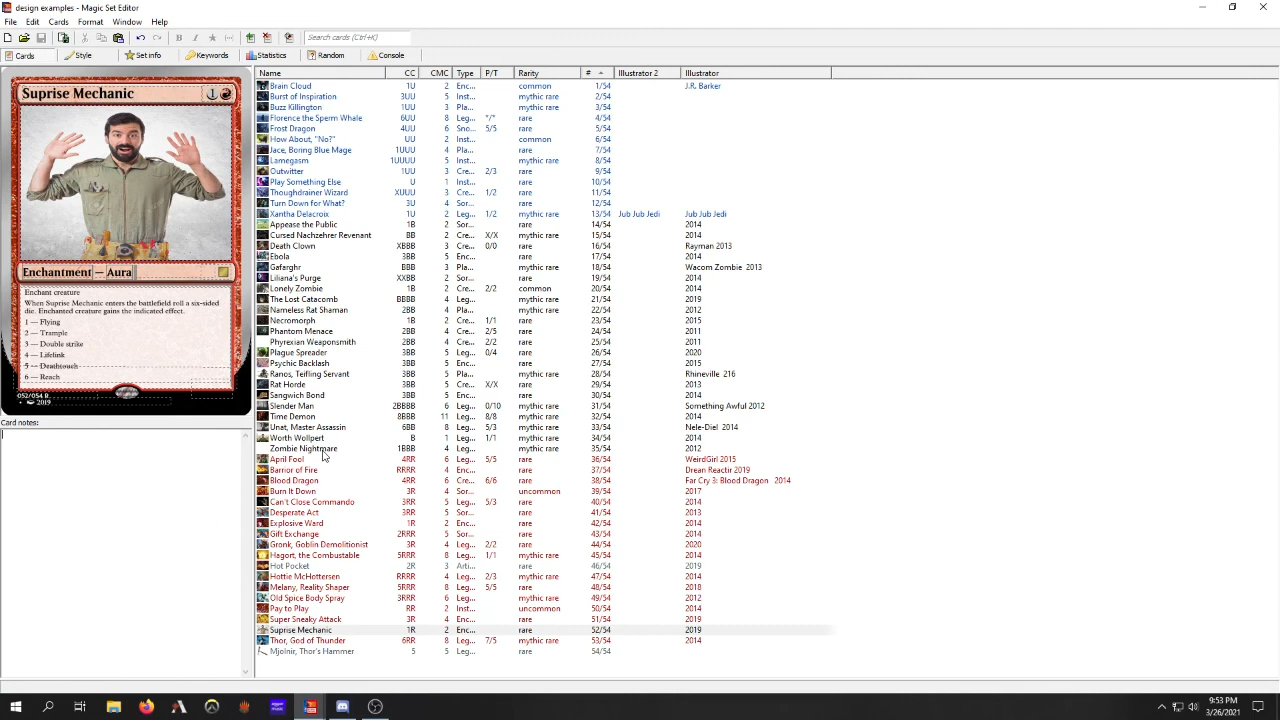 design examples - Magic Set Editor
File Edit Cards Format Window Help
B I Search cards (Ctrl+K)
Cards Style Set info Keywords Statistics Random Console
Suprise Mechanic 1
Enchantment — Aura
Enchant creature
When Suprise Mechanic enters the battlefield roll a six-sided
die. Enchanted creature gains the indicated effect.
1 — Flying
2 — Trample
3 — Double strike
4 — Lifelink
5 — Deathtouch
6 — Reach
052/054 R
2019
Card notes:
Name CC CMC Type P/T Rarity # Illustrator 2 Illustrator
Brain Cloud 1U 2 Enc... common 1/54 J.R. Barker
Burst of Inspiration 3UU 5 Inst... mythic rare 2/54
Buzz Killington 1UU 3 Pla... mythic rare 3/54
Florence the Sperm Whale 6UU 8 Leg... */* rare 4/54
Frost Dragon 4UU 6 Sno... 5/5 rare 5/54
How About, "No?" UU 2 Inst... common 6/54
Jace, Boring Blue Mage 1UUU 4 Pla... rare 7/54
Lamegasm 1UUUU 5 Inst... mythic rare 8/54
Outwitter 1UU 3 Cre... 2/3 rare 9/54
Play Something Else U 1 Inst... rare 10/54
Thoughdrainer Wizard XUUU 3 Cre... 1/2 rare 11/54
Turn Down for What? 3U 4 Sor... rare 12/54
Xantha Delacroix 1U 2 Leg... 1/2 mythic rare 13/54 Jub Jub Jedi Jub Jub Jedi
Appease the Public 1B 2 Sor... rare 14/54 2014
Cursed Nachzehrer Revenant BB 2 Cre... X/X mythic rare 15/54 2014
Death Clown XBBB 3 Cre... 0/0 rare 16/54 Rayman 2013
Ebola 3BB 5 Enc... rare 17/54 2014
Gafarghr BBB 3 Pla... mythic rare 18/54 Wacom Zombie 2013
Liliana's Purge XXBB 2 Sor... rare 19/54 2014
Lonely Zombie 1B 2 Cre... 2/2 common 20/54 2014
The Lost Catacomb BBBB 4 Leg... mythic rare 21/54 2019
Nameless Rat Shaman 2BB 4 Pla... mythic rare 22/54 2012
Necromorph 1B 2 Cre... 1/1 rare 23/54 2015
Phantom Menace 2BB 4 Cre... 2/5 rare 24/54 2011
Phyrexian Weaponsmith 2BB 4 Cre... 2/2 rare 25/54 2011
Plague Spreader 3BB 5 Leg... 0/4 rare 26/54 2020
Psychic Backlash 3BB 5 Enc... rare 27/54 2015
Ranos, Teifling Servant 3BB 5 Pla... mythic rare 28/54 Rhineville 216
Rat Horde 3BB 5 Cre... X/X rare 29/54 2013
Sangwich Bond 3BB 5 Enc... rare 30/54 2014
Slender Man 2BBBB 6 Leg... 0/10 mythic rare 31/54 Something Awful 2012
Time Demon 8BBB 11 Leg... 8/8 mythic rare 32/54 2014
Unat, Master Assassin 6BB 8 Leg... 5/3 mythic rare 33/54 Nele-Diel 2014
Worth Wollpert B 1 Leg... 1/1 mythic rare 34/54 2014
Zombie Nightmare 1BBB 4 Leg... mythic rare 35/54 2012
April Fool 4RR 6 Leg... 5/5 rare 36/54 WeirdGirl 2015
Barrior of Fire RRRR 4 Enc... rare 37/54 Drean Reactir 2019
Blood Dragon 4RR 6 Cre... 6/6 rare 38/54 Far Cry 3: Blood Dragon 2014
Burn It Down 3R 4 Sor... uncommon 39/54 2017
Can't Close Commando 3RR 5 Leg... 5/3 rare 40/54 2014
Desperate Act 3RR 5 Sor... rare 41/54 2013
Explosive Ward 1R 2 Enc... rare 42/54 2014
Gift Exchange 2RRR 5 Sor... rare 43/54 2014
Gronk, Goblin Demolitionist 3R 4 Leg... 2/2 rare 44/54 2020
Hagort, the Combustable 5RRR 8 Leg... 1/1 mythic rare 45/54 2014
Hot Pocket 2R 3 Arti... rare 46/54 2019
Hottie McHottersen RRRR 4 Leg... 2/3 mythic rare 47/54 2014
Melany, Reality Shaper 5RRR 8 Leg... 5/5 rare 48/54 2018
Old Spice Body Spray 3RRR 6 Leg... mythic rare 49/54 2012
Pay to Play RR 2 Inst... uncommon 50/54 2014
Super Sneaky Attack 3R 4 Enc... rare 51/54 2019
Suprise Mechanic 1R 2 Enc... rare 52/54 2019
Thor, God of Thunder 6RR 8 Leg... 7/5 mythic rare 53/54 2014
Mjolnir, Thor's Hammer 5 5 Leg... rare 54/54
9:53 PM
3/26/2021